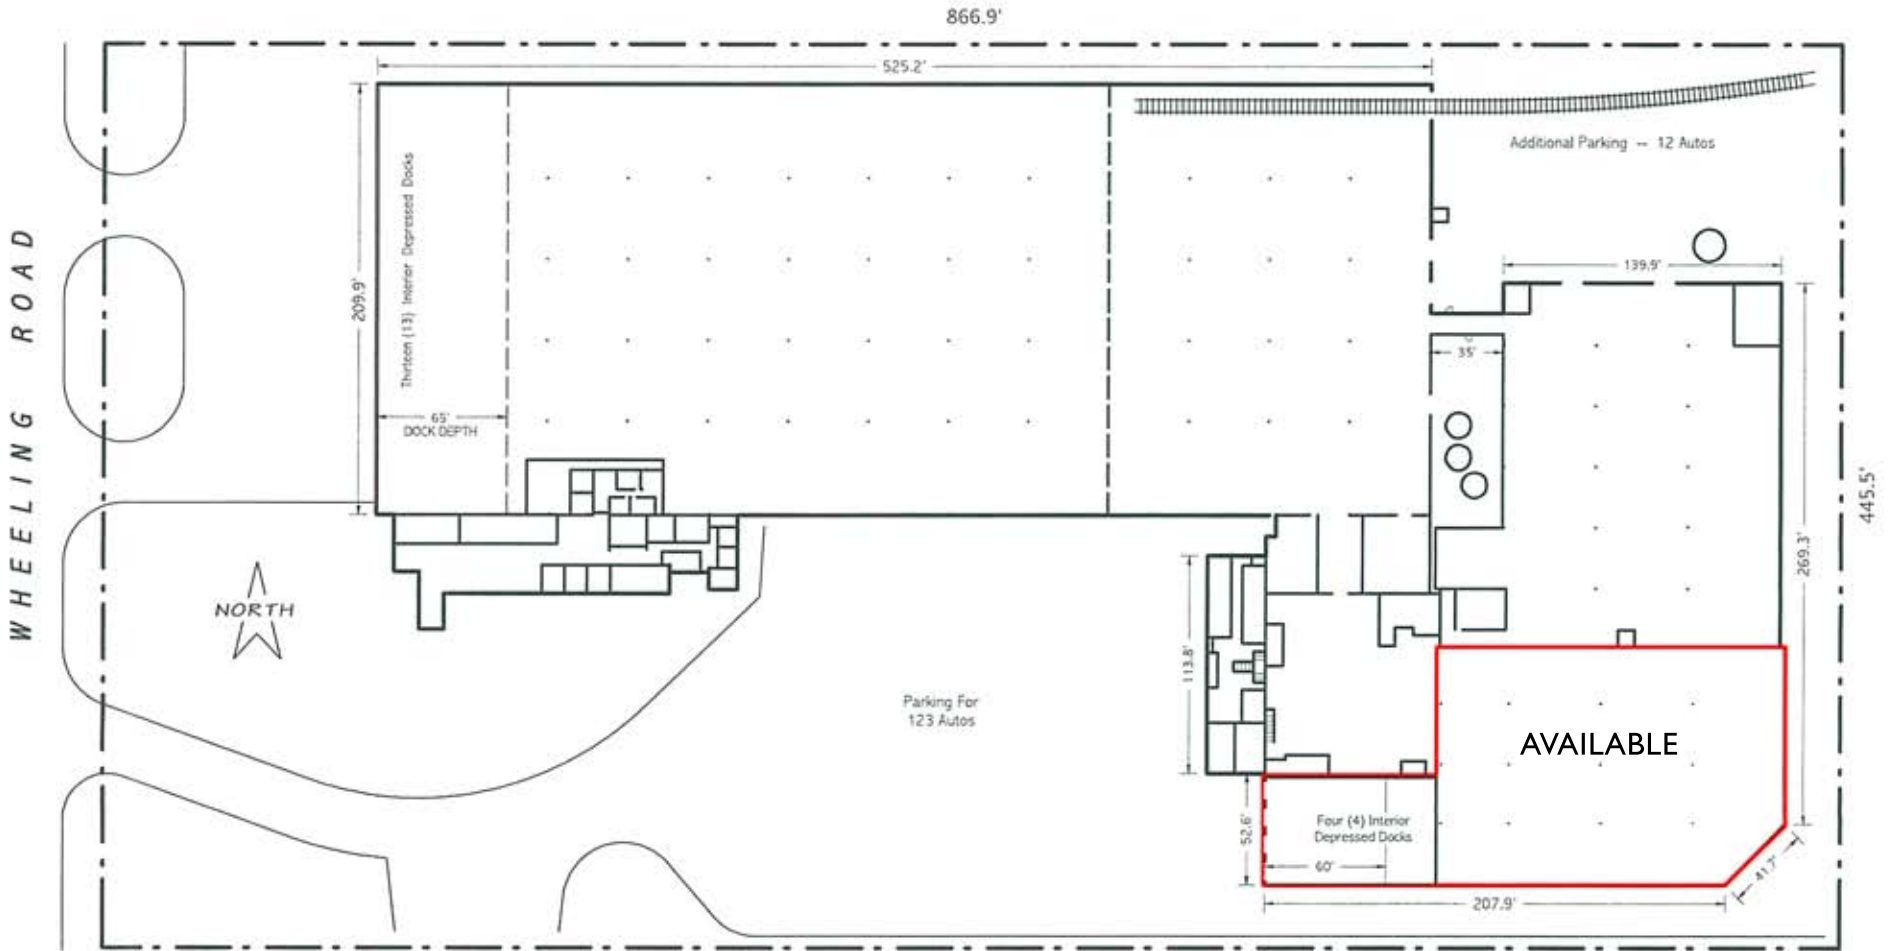 866.9'
525.2'
Additional Parking -- 12 Autos
Thirteen (13) Interior Depressed Docks
209.9'
139.9'
WHEELING ROAD
35'
65'
DOCK DEPTH
445.5'
269.3'
NORTH
113.8'
Parking For
123 Autos
AVAILABLE
52.6'
Four (4) Interior
Depressed Docks
60'
41.7'
207.9'